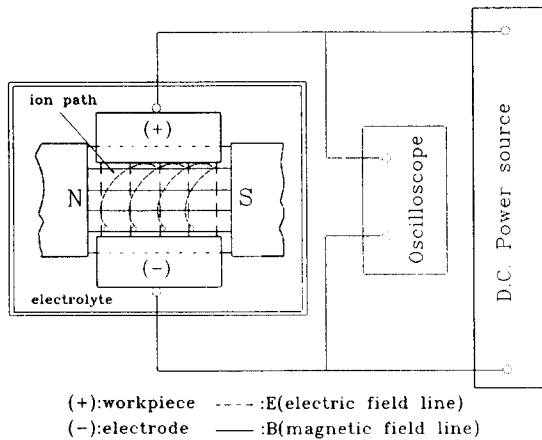 ion path
(+)
N
S
(-)
electrolyte
Oscilloscope
D.C. Power source
(+):workpiece ---- :E(electric field line)
(-):electrode —— :B(magnetic field line)